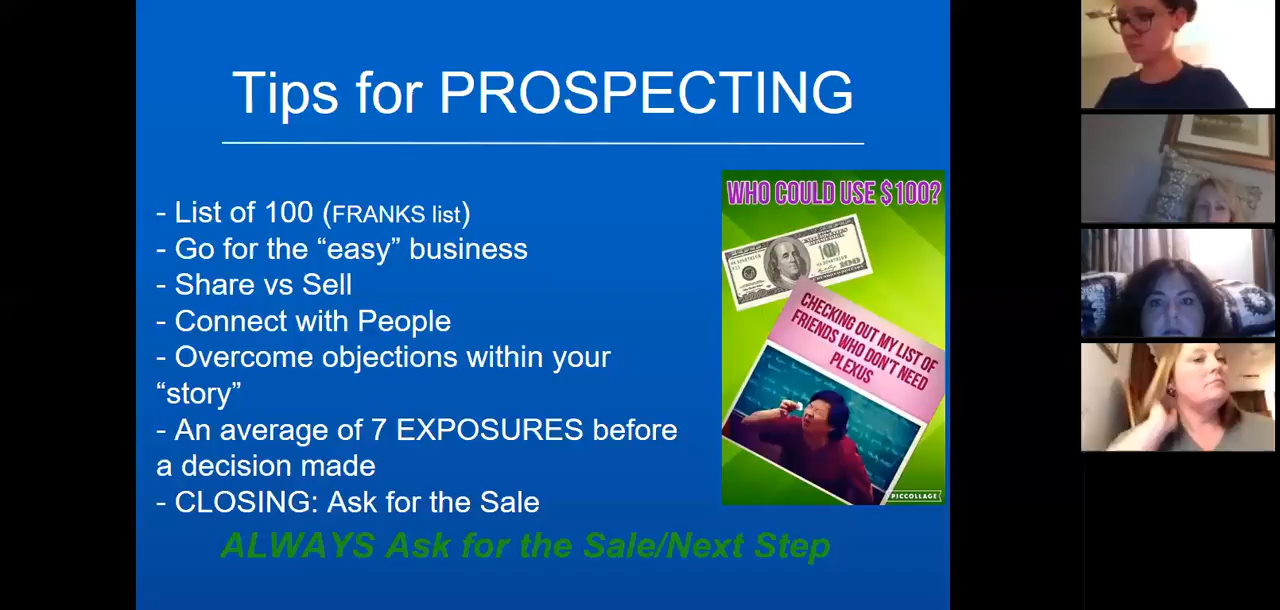 Tips for PROSPECTING
- List of 100 (FRANKS list)
- Go for the “easy” business
- Share vs Sell
- Connect with People
- Overcome objections within your
“story”
- An average of 7 EXPOSURES before
a decision made
- CLOSING: Ask for the Sale
ALWAYS Ask for the Sale/Next Step
WHO COULD USE $100?
100
CHECKING OUT MY LIST OF
FRIENDS WHO DON'T NEED
PLEXUS
PICCOLLAGE